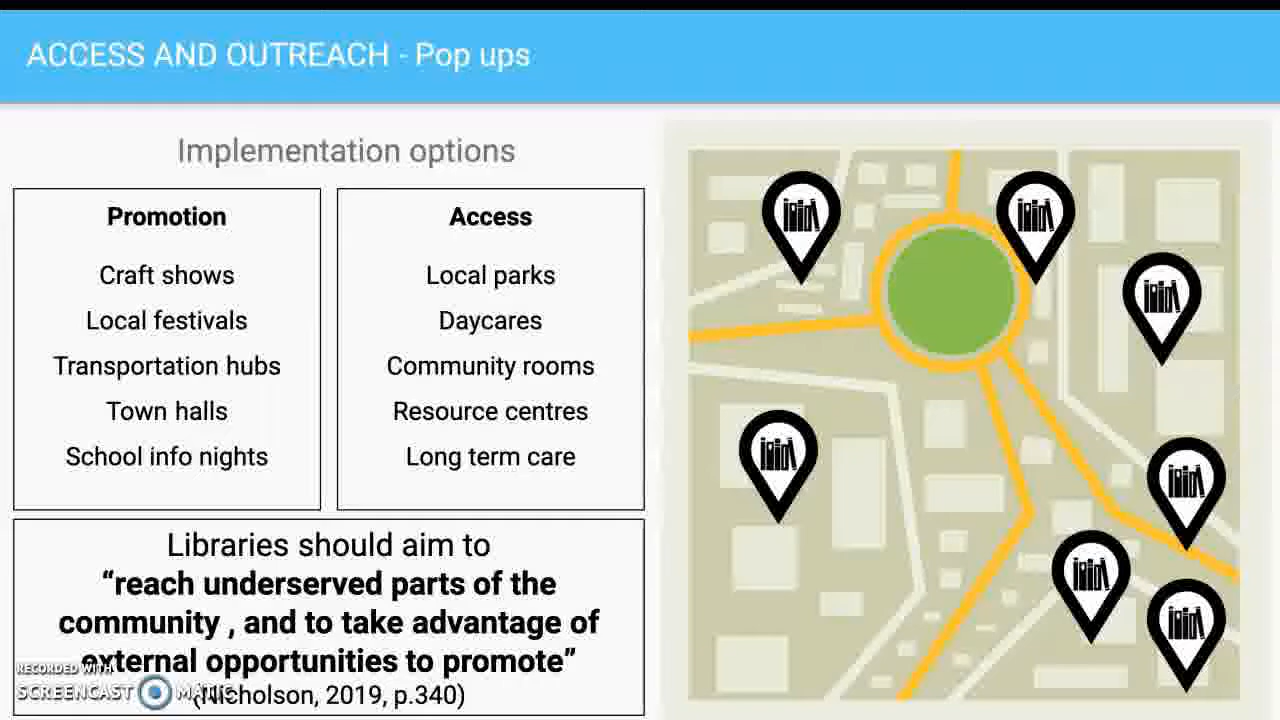 ACCESS AND OUTREACH - Pop ups
Implementation options
Promotion
Craft shows
Local festivals
Transportation hubs
Town halls
School info nights
Access
Local parks
Daycares
Community rooms
Resource centres
Long term care
Libraries should aim to
“reach underserved parts of the
community , and to take advantage of
external opportunities to promote”
(Nicholson, 2019, p.340)
RECORDED WITH
SCREENCAST MATIC